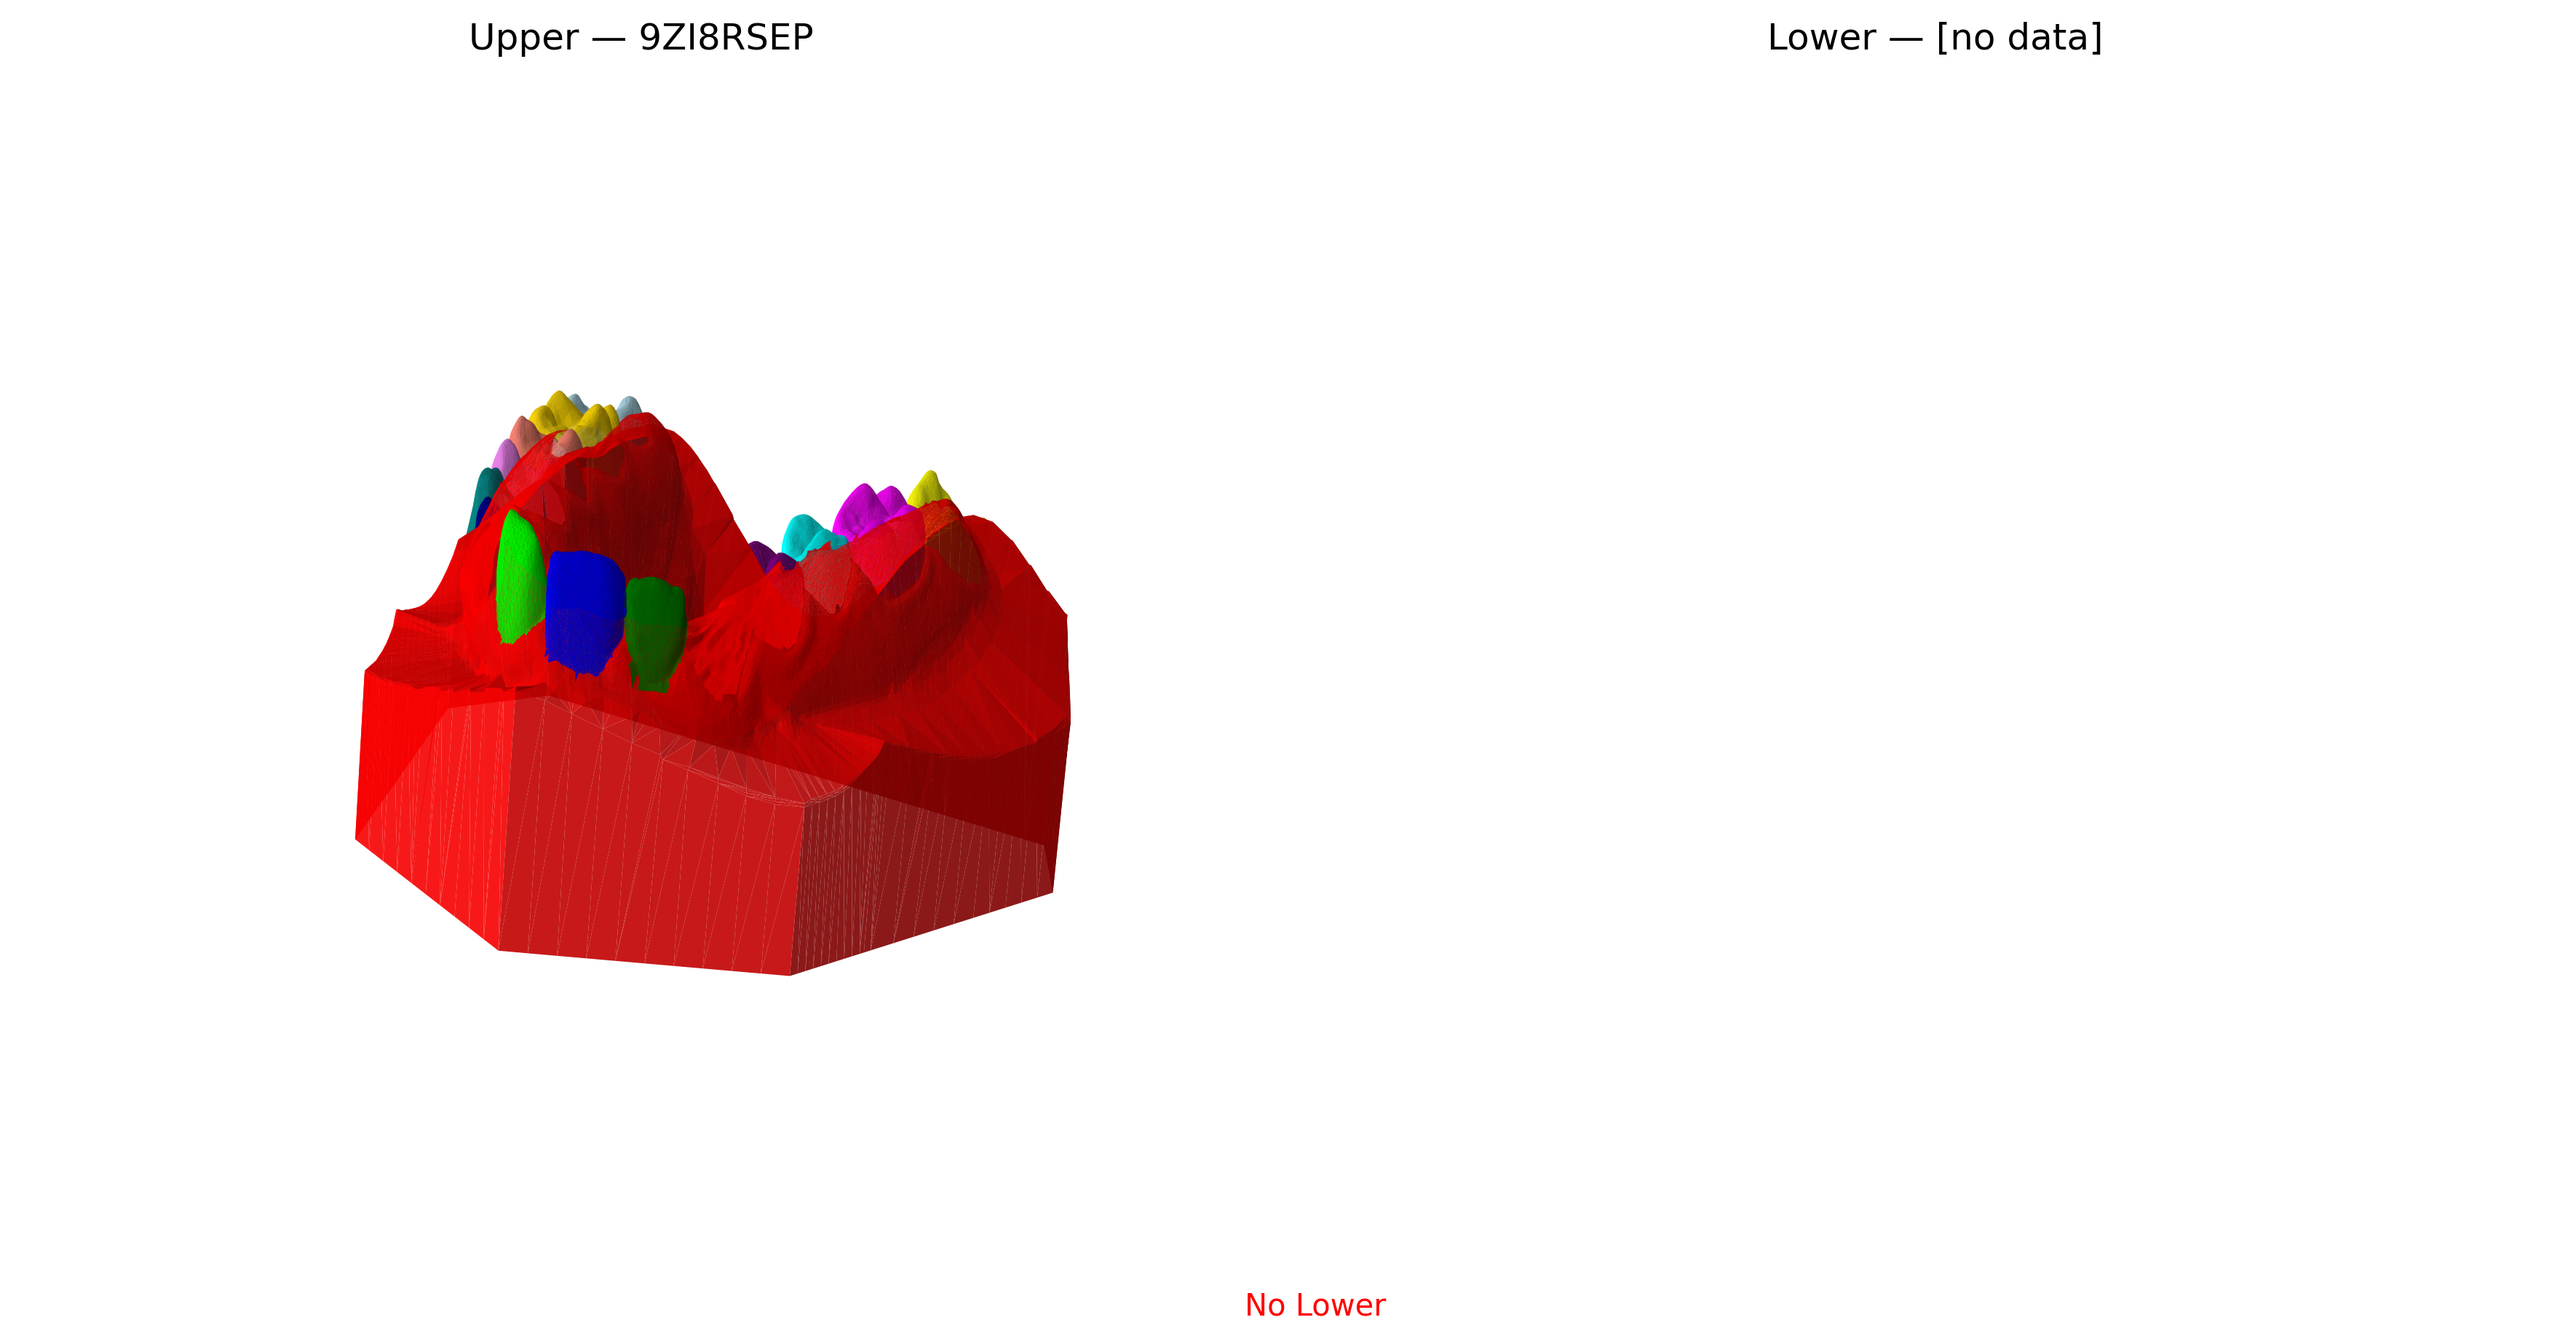 Upper — 9ZI8RSEP
Lower — [no data]
No Lower